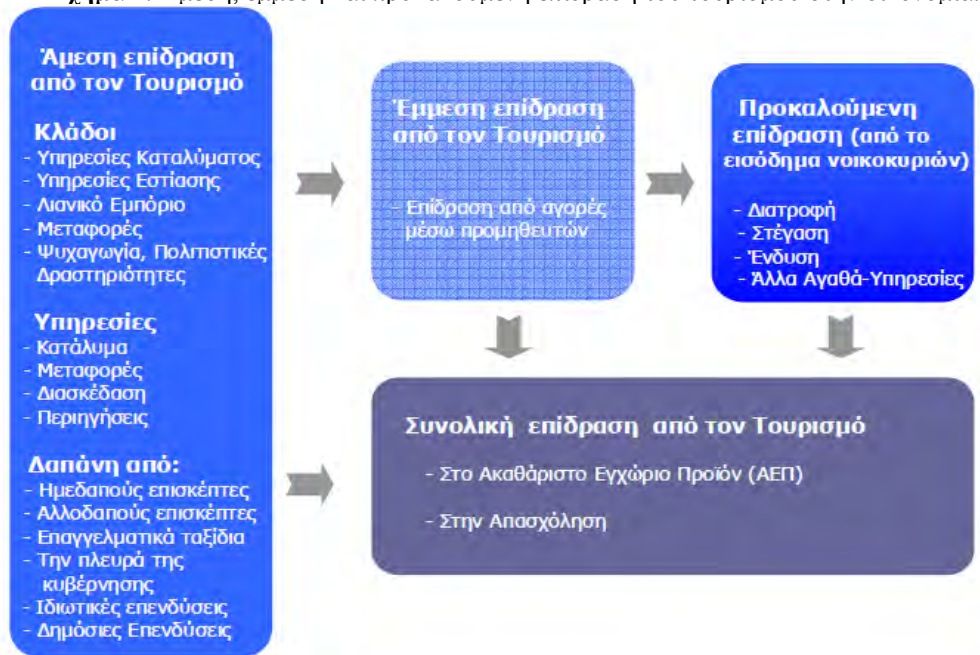 Άμεση επίδραση
από τον Τουρισμό
Κλάδοι
- Υπηρεσίες Καταλύματος
- Υπηρεσίες Εστίασης
- Λιανικό Εμπόριο
- Μεταφορές
- Ψυχαγωγία, Πολιτιστικές
Δραστηριότητες
Υπηρεσίες
- Κατάλυμα
- Μεταφορές
- Διασκέδαση
- Περιηγήσεις
Δαπάνη από:
- Ημεδαπούς επισκέπτες
- Αλλοδαπούς επισκέπτες
- Επαγγελματικά ταξίδια
- Την πλευρά της
κυβέρνησης
- Ιδιωτικές επενδύσεις
- Δημόσιες Επενδύσεις
Έμμεση επίδραση
από τον Τουρισμό
- Επίδραση από αγορές
μέσω προμηθευτών
Προκαλούμενη
επίδραση (από το
εισόδημα νοικοκυριών)
- Διατροφή
- Στέγαση
- Ένδυση
- Άλλα Αγαθά-Υπηρεσίες
Συνολική επίδραση από τον Τουρισμό
- Στο Ακαθάριστο Εγχώριο Προϊόν (ΑΕΠ)
- Στην Απασχόληση